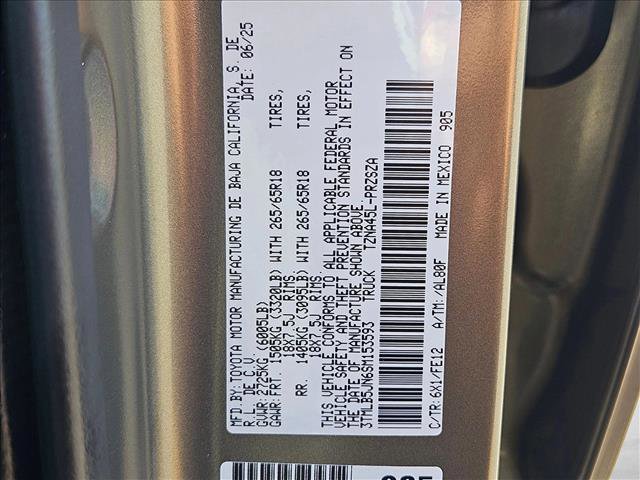 MFD.BY:TOYOTA MOTOR MANUFACTURING DE BAJA CALIFORNIA, S. DE
R. L. DE C.V. DATE: 06/25
GVWR: 2725KG (6005LB)
GAWR: FRT. 1505KG (3320LB) WITH 265/65R18 TIRES,
18X7.5J RIMS,
RR. 1405KG (3095LB) WITH 265/65R18 TIRES,
18X7.5J RIMS.
THIS VEHICLE CONFORMS TO ALL APPLICABLE FEDERAL MOTOR
VEHICLE SAFETY AND THEFT PREVENTION STANDARDS IN EFFECT ON
THE DATE OF MANUFACTURE SHOWN ABOVE.
3TMLB5JN6SM153593 TRUCK TZNA45L-PRZSZA
C/TR:6X1/FE12 A/TM:/AL80F MADE IN MEXICO 905